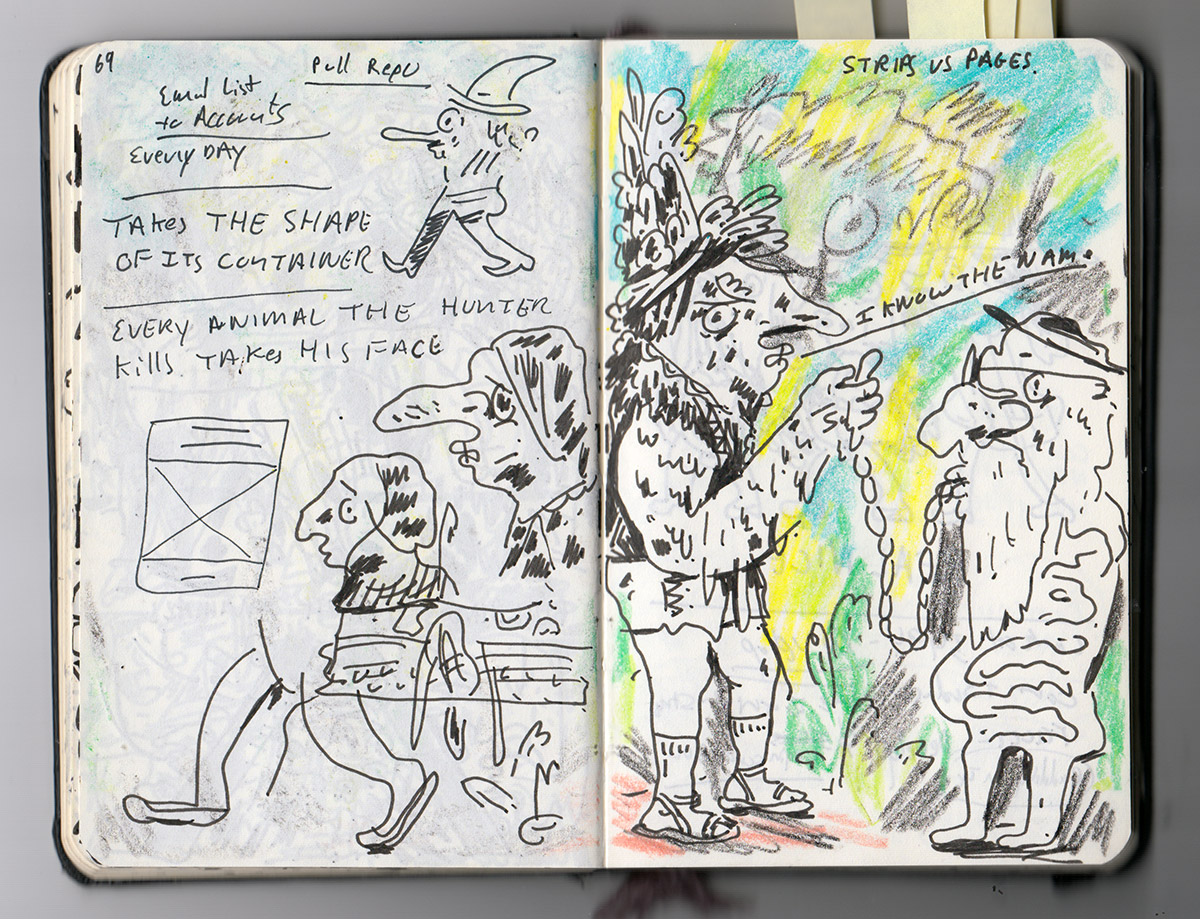 69
Pull Repo
Email List
to Accounts
EVERY DAY
TAKES THE SHAPE
OF ITS CONTAINER
EVERY ANIMAL THE HUNTER
KILLS. TAKES HIS FACE
STRIPS VS PAGES.
I KNOW THE NAME